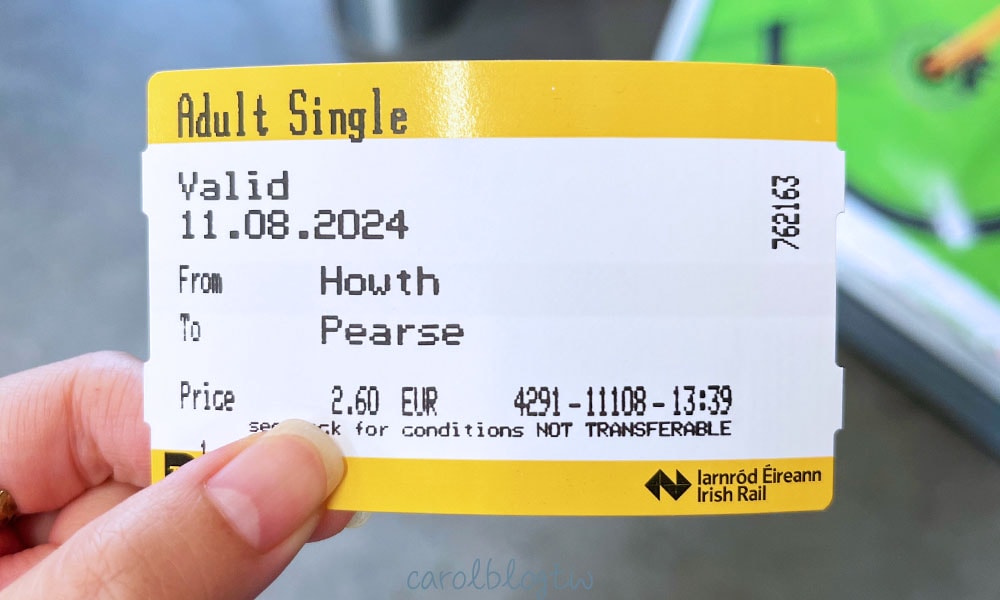 Adult Single
Valid
11.08.2024
762163
From Howth
To Pearse
Price 2.60 EUR 4291-11108-13:39
for conditions NOT TRANSFERABLE
Iarnród Éireann
Irish Rail
carolblogtw